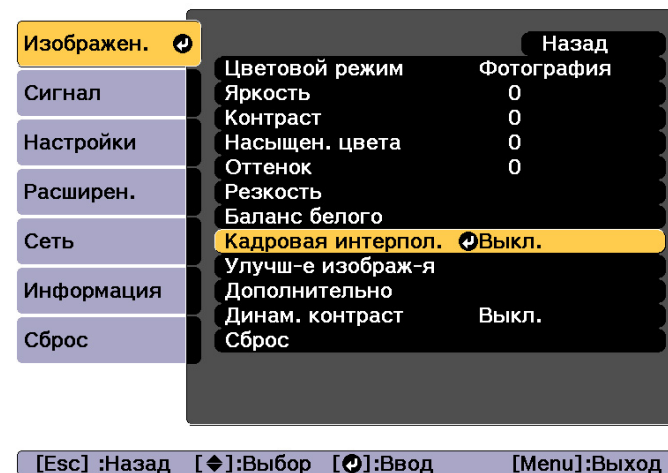 Изображен.
Назад
Цветовой режим Фотография
Сигнал
Яркость 0
Контраст 0
Настройки
Насыщен. цвета 0
Оттенок 0
Расширен.
Резкость
Баланс белого
Сеть
Кадровая интерпол. Выкл.
Улучш-е изображ-я
Информация
Дополнительно
Динам. контраст Выкл.
Сброс
Сброс
[Esc] :Назад [◆]:Выбор [↵]:Ввод [Menu]:Выход